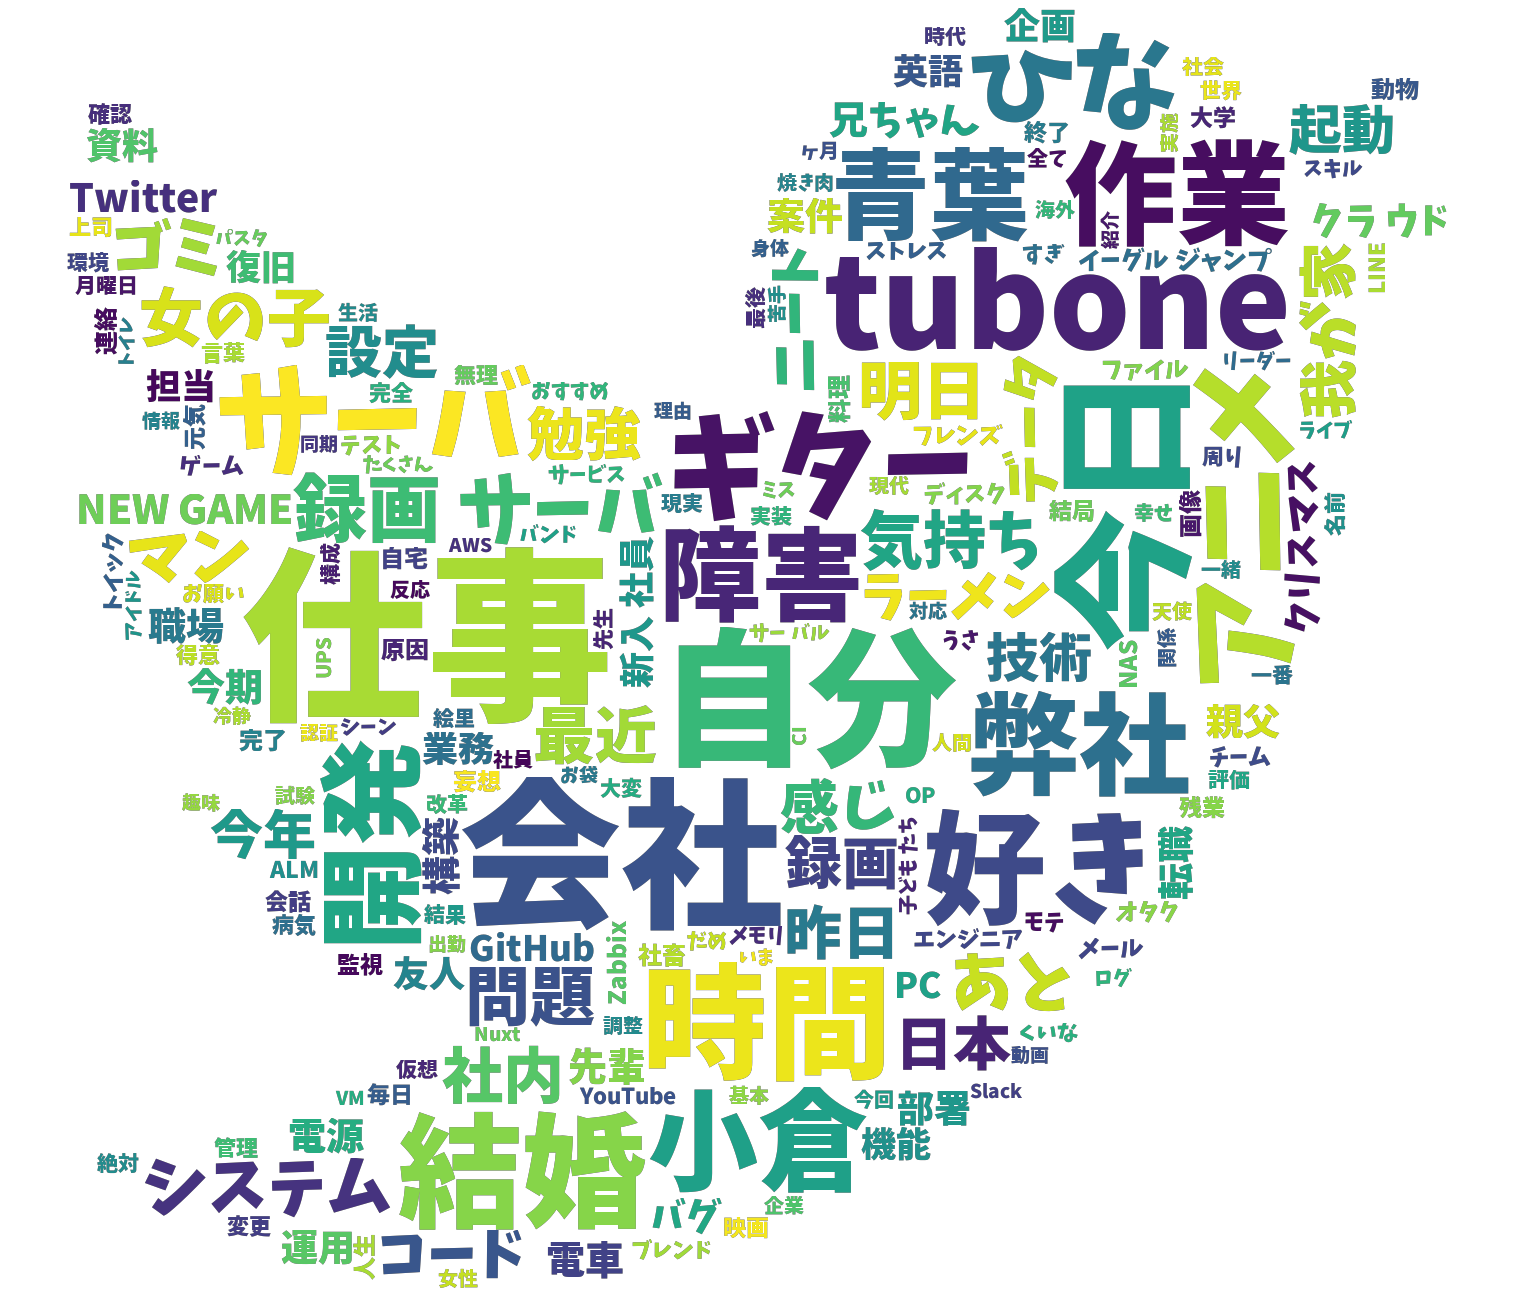 企画
時代
ひな
英語
社会
世界
動物
確認
資料
兄ちゃん
終了
実施
大学
起動
ヶ月
青葉
全て
作業
スキル
焼き肉
Twitter
案件
海外
紹介
クラウド
上司
ゴミ
パスタ
身体
ストレス
すぎ
イーグルジャンプ
我が家
LINE
環境
復旧
月曜日
ニート
tubone
最後
苦手
女の子
生活
連絡
トイレ
言葉
設定
リーダー
担当
完全
無理
おすすめ
料理
明日
データ
ファイル
今日
アニメ
ライブ
情報
元気
サーバ
勉強
理由
ギター
フレンズ
同期
テスト
周り
ゲーム
たくさん
サービス
クリスマス
NEW GAME
録画
サーバ
現実
ミス
現代
ディスク
結局
幸せ
画像
名前
実装
バンド
マン
構成
自宅
AWS
障害
気持ち
トイック
アイドル
仕事
反応
新入社員
ラーメン
一緒
お願い
職場
先生
対応
天使
得意
UPS
原因
自分
サーバル
うさ
技術
NAS
関係
一番
今期
冷静
認証
シーン
絵里
最近
弊社
親父
完了
業務
社員
CI
人間
チーム
開発
妄想
お袋
大変
感じ
OP
評価
趣味
試験
改革
会社
残業
今年
構築
録画
子どもたち
好き
転職
ALM
会話
病気
結果
昨日
モテ
オタク
出勤
GitHub
Zabbix
社畜
だめ
メモリ
いま
エンジニア
メール
監視
友人
問題
時間
PC
あと
ログ
調整
日本
くいな
Nuxt
動画
仮想
社内
先輩
VM
毎日
YouTube
基本
今回
部署
Slack
電源
結婚
小倉
機能
管理
絶対
システム
変更
バグ
企業
映画
運用
人生
コード
電車
ブレンド
女性